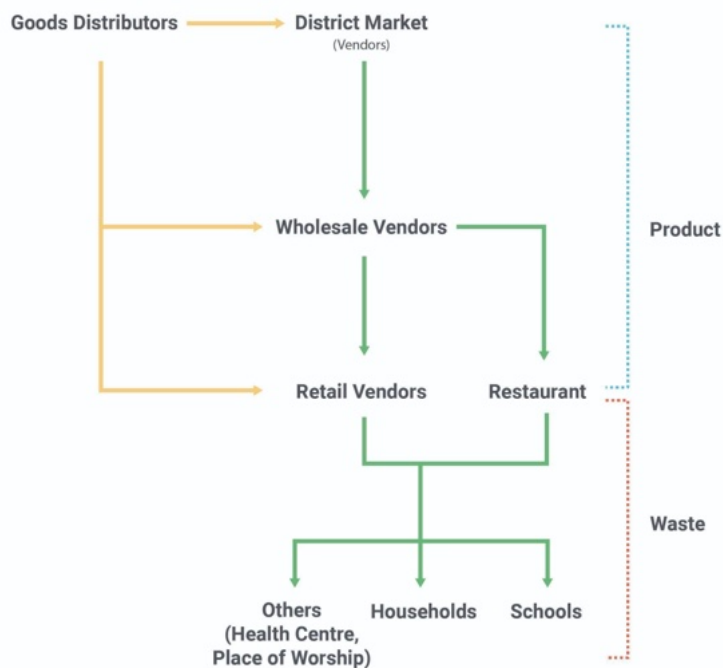 Goods Distributors
District Market
(Vendors)
Wholesale Vendors
Product
Retail Vendors
Restaurant
Waste
Others
(Health Centre,
Place of Worship)
Households
Schools